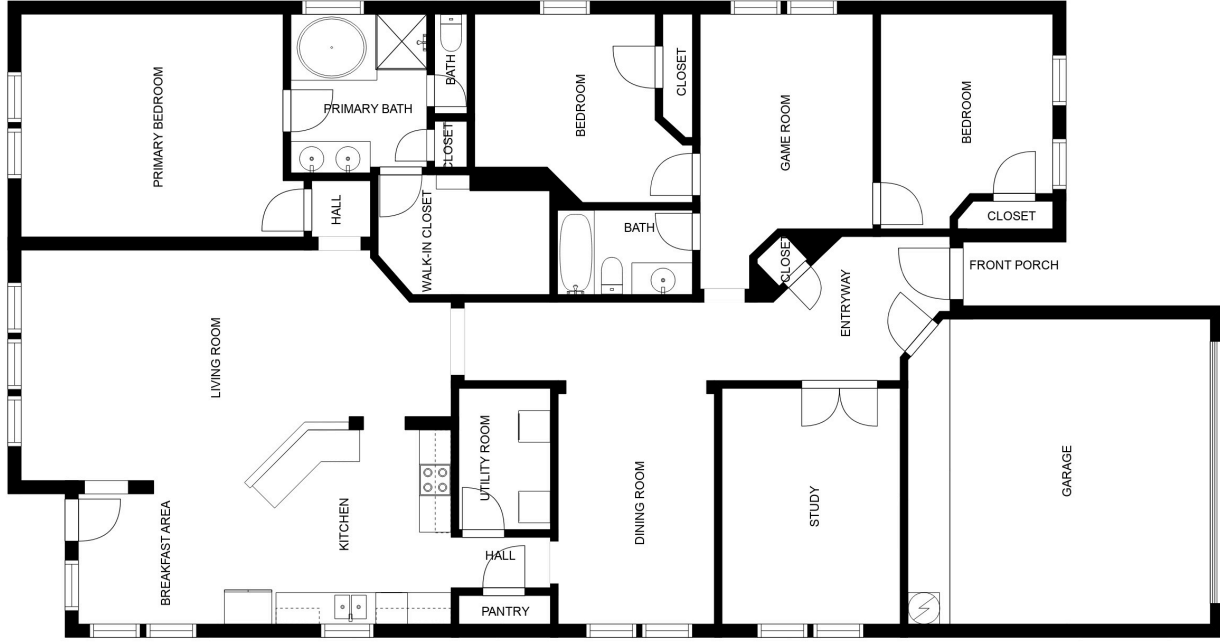 PRIMARY BEDROOM
PRIMARY BATH
BATH
CLOSET
BEDROOM
CLOSET
GAME ROOM
BEDROOM
CLOSET
HALL
WALK-IN CLOSET
BATH
CLOSET
ENTRYWAY
FRONT PORCH
LIVING ROOM
UTILITY ROOM
DINING ROOM
STUDY
GARAGE
BREAKFAST AREA
KITCHEN
HALL
PANTRY